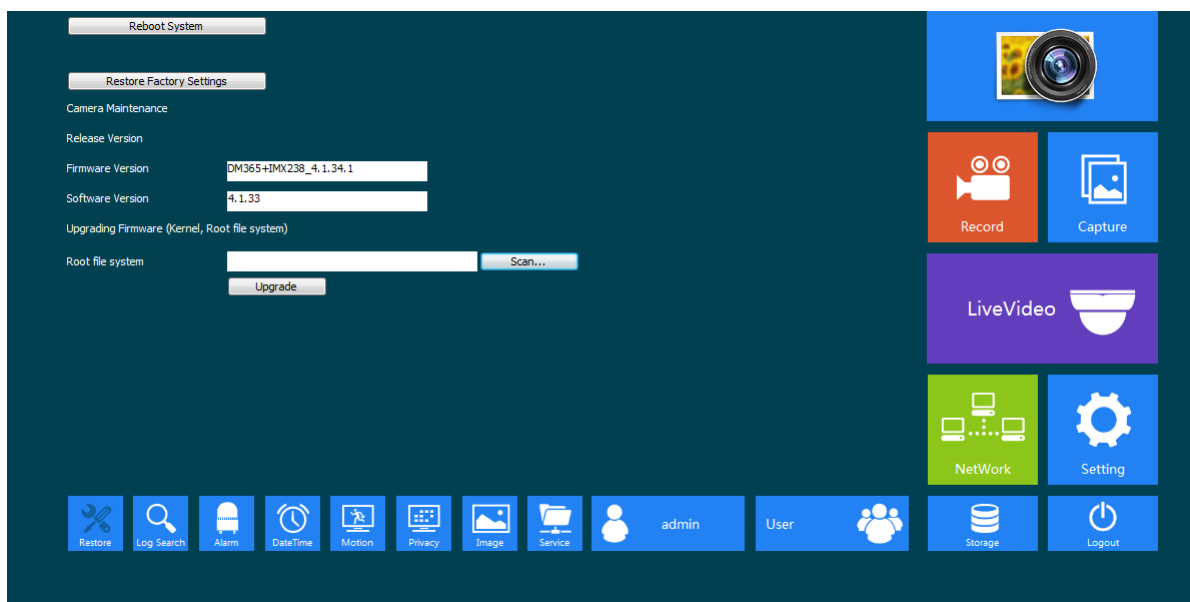 Reboot System
Restore Factory Settings
Camera Maintenance
Release Version
Firmware Version DM365+IMX238_4.1.34.1
Software Version 4.1.33
Upgrading Firmware (Kernel, Root file system)
Root file system Scan...
Upgrade
Record Capture
LiveVideo
NetWork Setting
Restore Log Search Alarm DateTime Motion Privacy Image Service admin User Storage Logout